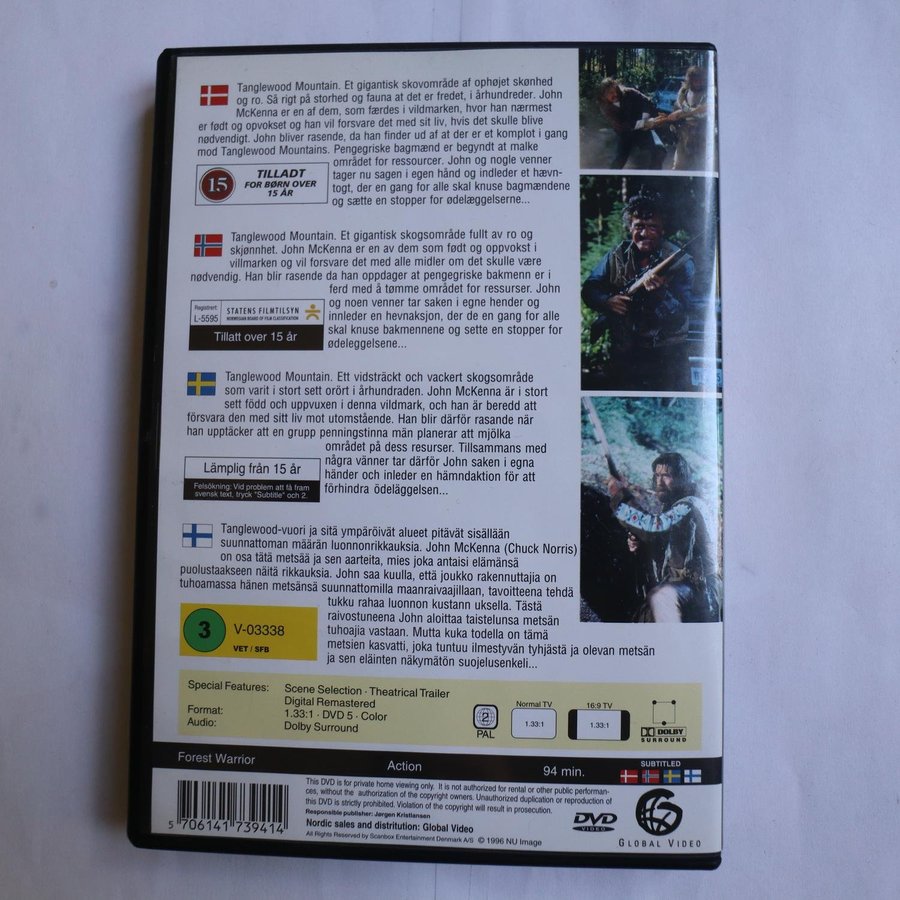 Tanglewood Mountain. Et gigantisk skovområde af ophøjet skønhed
og ro. Så rigt på storhed og fauna at det er fredet, i århundreder. John
McKenna er en af dem, som færdes i vildmarken, hvor han nærmest
er født og opvokset og han vil forsvare det med sit liv, hvis det skulle blive
nødvendigt. John bliver rasende, da han finder ud af at der er et komplot i gang
mod Tanglewood Mountains. Pengegriske bagmænd er begyndt at malke
området for ressourcer. John og nogle venner
tager nu sagen i egen hånd og indleder et hævn-
togt, der en gang for alle skal knuse bagmændene
og sætte en stopper for ødelæggelserne...
15
TILLADT
FOR BØRN OVER
15 ÅR
Tanglewood Mountain. Et gigantisk skogsområde fullt av ro og
skjønnhet. John McKenna er en av dem som født og oppvokst i
villmarken og vil forsvare det med alle midler om det skulle være
nødvendig. Han blir rasende da han oppdager at pengegriske bakmenn er i
ferd med å tømme området for ressurser. John
og noen venner tar saken i egne hender og
innleder en hevnaksjon, der de en gang for alle
skal knuse bakmennene og sette en stopper for
ødeleggelsene...
Registrert
L-5595
STATENS FILMTILSYN
NORWEGIAN BOARD OF FILM CLASSIFICATION
Tillatt over 15 år
Tanglewood Mountain. Ett vidsträckt och vackert skogsområde
som varit i stort sett orört i århundraden. John McKenna är i stort
sett född och uppvuxen i denna vildmark, och han är beredd att
försvara den med sitt liv mot utomstående. Han blir därför rasande när
han upptäcker att en grupp penningstinna män planerar att mjölka
området på dess resurser. Tillsammans med
några vänner tar därför John saken i egna
händer och inleder en hämndaktion för att
förhindra ödeläggelsen...
Lämplig från 15 år
Felsökning: Vid problem att få fram
svensk text, tryck "Subtitle" och 2.
Tanglewood-vuori ja sitä ympäröivät alueet pitävät sisällään
suunnattoman määrän luonnonrikkauksia. John McKenna (Chuck Norris)
on osa tätä metsää ja sen aarteita, mies joka antaisi elämänsä
puolustaakseen näitä rikkauksia. John saa kuulla, että joukko rakennuttajia on
tuhoamassa hänen metsänsä suunnattomilla maanraivaajillaan, tavoitteena tehdä
tukku rahaa luonnon kustann uksella. Tästä
raivostuneena John aloittaa taistelunsa metsän
tuhoajia vastaan. Mutta kuka todella on tämä
metsien kasvatti, joka tuntuu ilmestyvän tyhjästä ja olevan metsän
ja sen eläinten näkymätön suojelusenkeli...
3
V-03338
VET / SFB
Special Features: Scene Selection · Theatrical Trailer
Digital Remastered
Format: 1.33:1 · DVD 5 · Color
Audio: Dolby Surround
2
PAL
Normal TV
1.33:1
16:9 TV
1.33:1
DOLBY
SURROUND
Forest Warrior Action 94 min.
SUBTITLED
5 706141 739414
This DVD is for private home viewing only. It is not authorized for rental or other public performan-
ces, without the authorization of the copyright owners. Unauthorized duplication or reproduction of
this DVD is strictly prohibited. Violation of the copyright will result in prosecution.
Responsible publisher: Jørgen Kristiansen
Nordic sales and distritution: Global Video
All Rights Reserved by Scanbox Entertainment Denmark A/S © 1996 NU Image
DVD
VIDEO
GLOBAL VIDEO